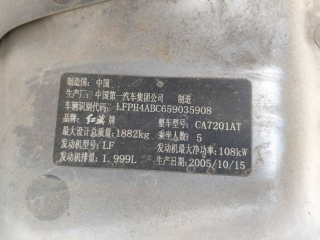 制造国:中国
生产厂:中国第一汽车集团公司 制造
车辆识别代码:LFPH4ABC659035908
品牌:红旗牌 整车型号:CA7201AT
最大设计总质量:1882kg 乘坐人数:5
发动机型号:LF 发动机最大净功率:108kW
发动机排量:1.999L 生产日期:2005/10/15